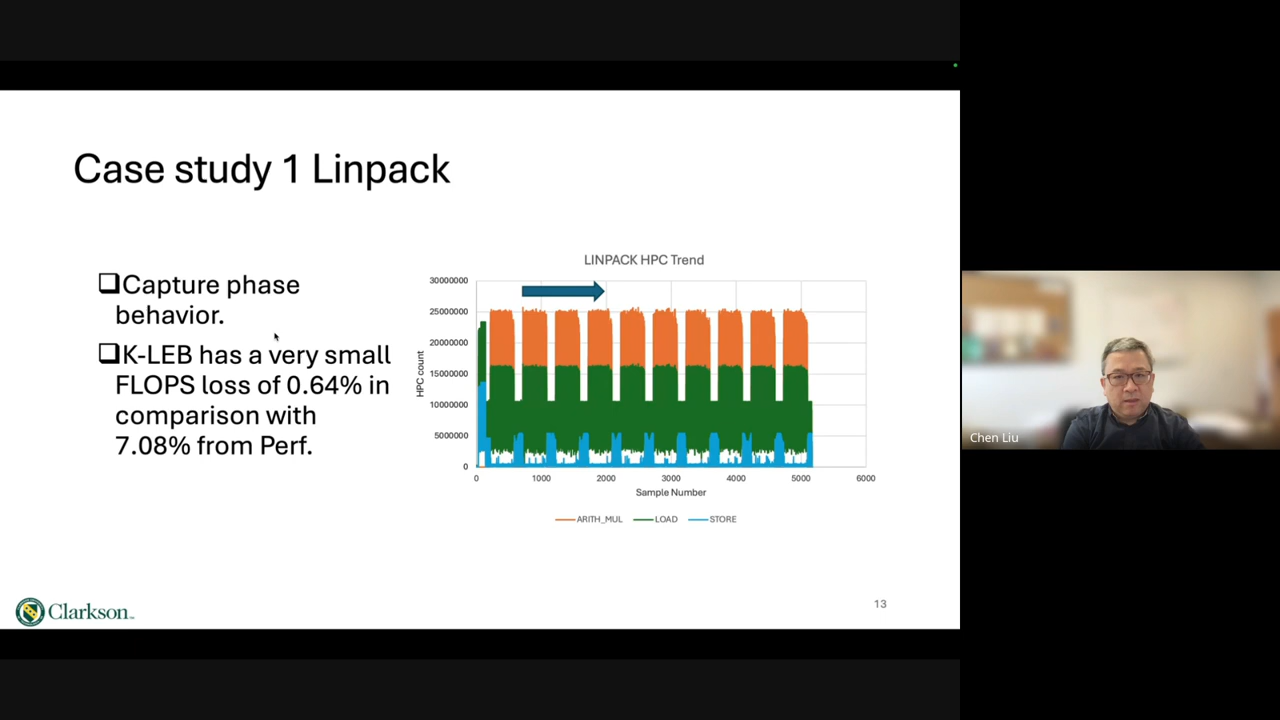 Case study 1 Linpack
❑Capture phase
behavior.
❑K-LEB has a very small
FLOPS loss of 0.64% in
comparison with
7.08% from Perf.
LINPACK HPC Trend
30000000
25000000
20000000
15000000
10000000
5000000
0
HPC count
0 1000 2000 3000 4000 5000 6000
Sample Number
ARITH_MUL LOAD STORE
Clarkson
13
Chen Liu